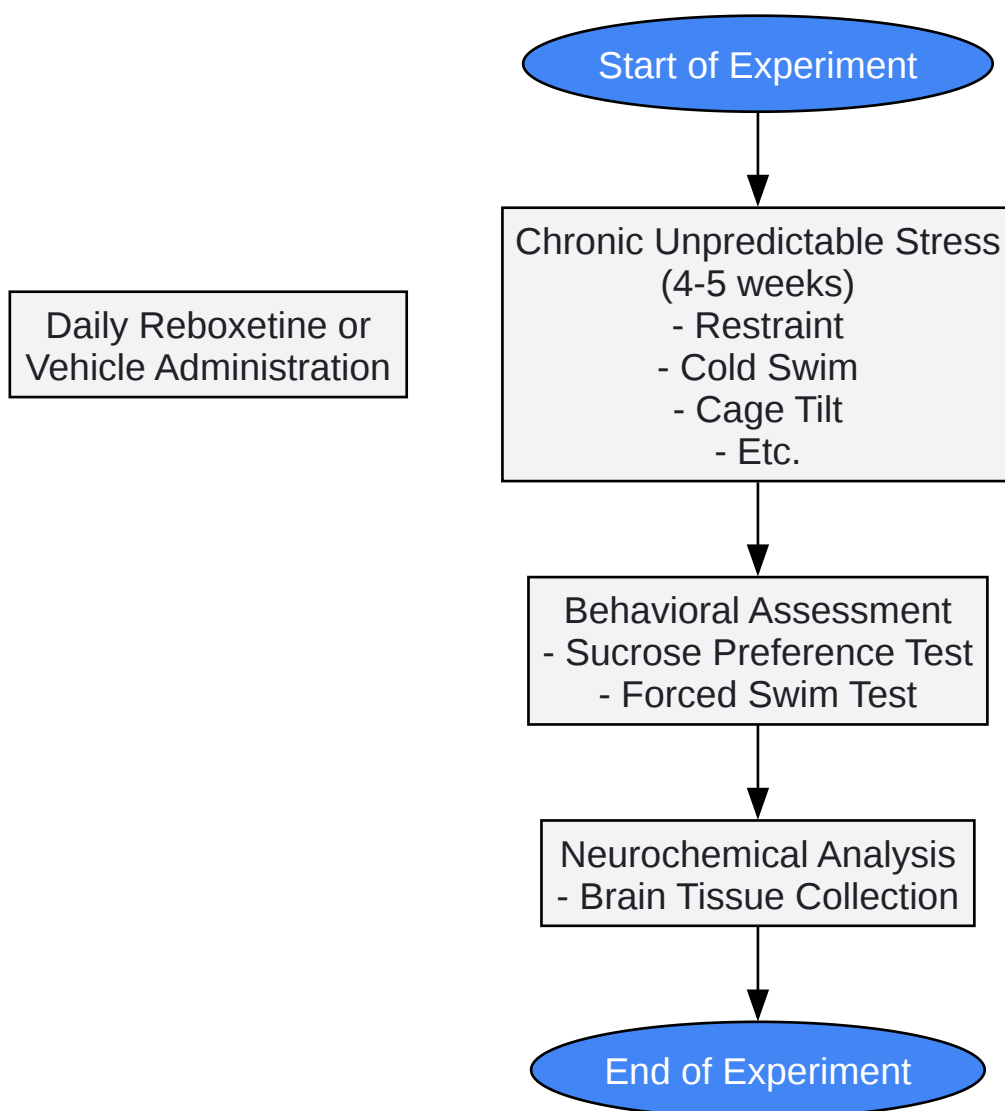 Start of Experiment
Chronic Unpredictable Stress
(4-5 weeks)
- Restraint
- Cold Swim
- Cage Tilt
- Etc.
Daily Reboxetine or
Vehicle Administration
Behavioral Assessment
- Sucrose Preference Test
- Forced Swim Test
Neurochemical Analysis
- Brain Tissue Collection
End of Experiment